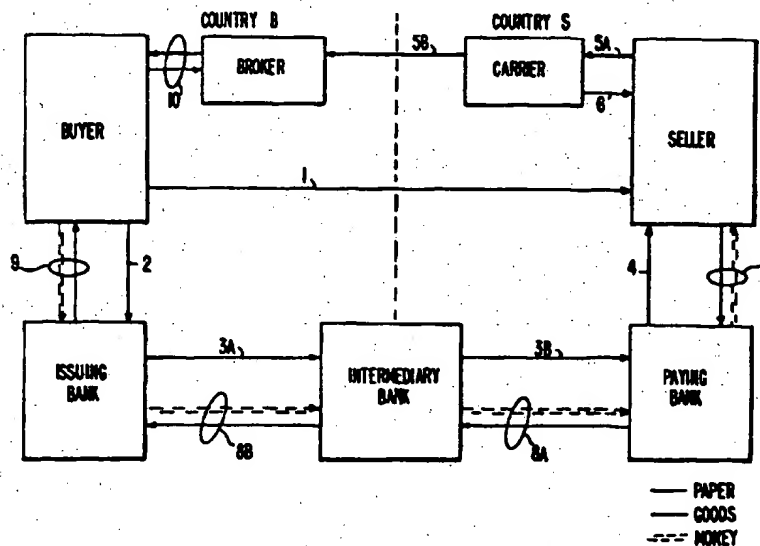 COUNTRY B
COUNTRY S
BROKER
5B
CARRIER
5A
6
10
BUYER
SELLER
1
9
2
4
ISSUING BANK
3A
INTERMEDIARY BANK
3B
PAYING BANK
8B
8A
PAPER
GOODS
MONEY